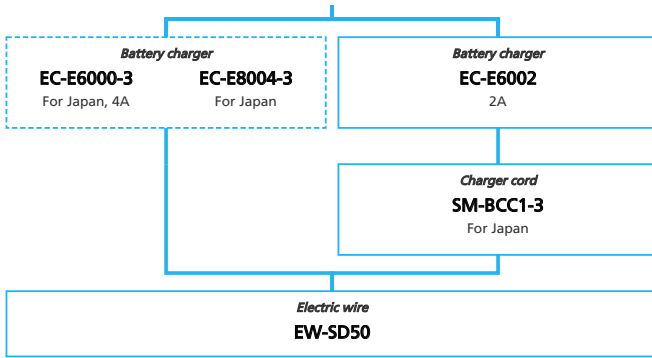 Battery charger
EC-E6000-3
For Japan, 4A
EC-E8004-3
For Japan
Battery charger
EC-E6002
2A
Charger cord
SM-BCC1-3
For Japan
Electric wire
EW-SD50